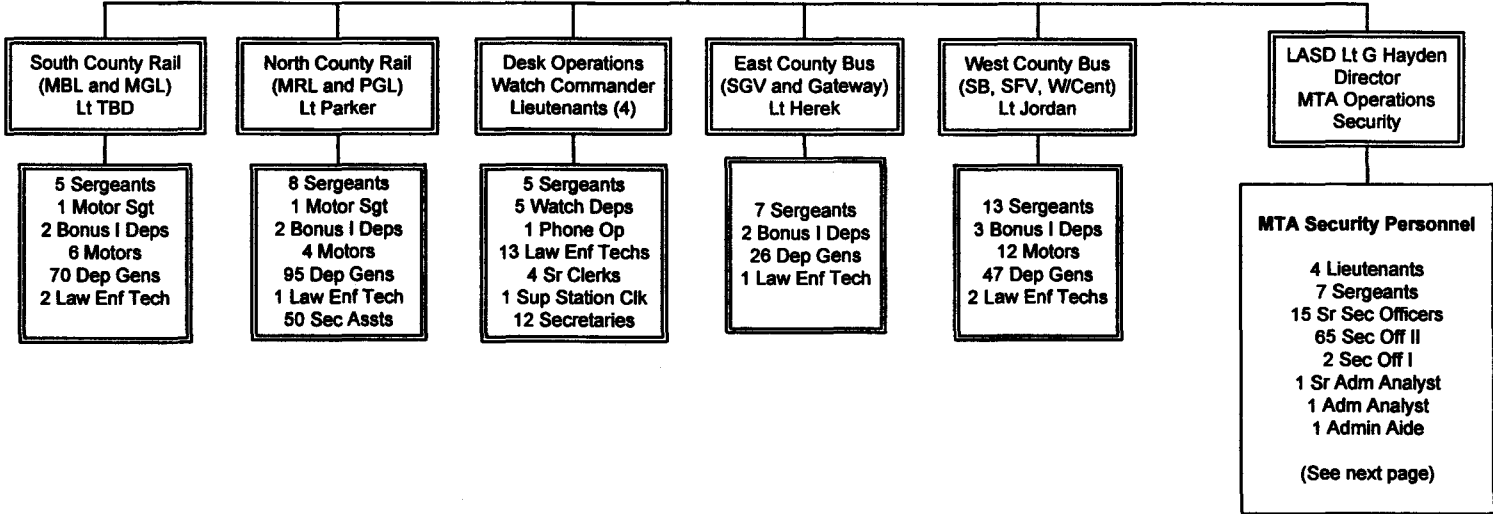 South County Rail
(MBL and MGL)
Lt TBD
5 Sergeants
1 Motor Sgt
2 Bonus I Deps
6 Motors
70 Dep Gens
2 Law Enf Tech
North County Rail
(MRL and PGL)
Lt Parker
8 Sergeants
1 Motor Sgt
2 Bonus I Deps
4 Motors
95 Dep Gens
1 Law Enf Tech
50 Sec Assts
Desk Operations
Watch Commander
Lieutenants (4)
5 Sergeants
5 Watch Deps
1 Phone Op
13 Law Enf Techs
4 Sr Clerks
1 Sup Station Clk
12 Secretaries
East County Bus
(SGV and Gateway)
Lt Herek
7 Sergeants
2 Bonus I Deps
26 Dep Gens
1 Law Enf Tech
West County Bus
(SB, SFV, W/Cent)
Lt Jordan
13 Sergeants
3 Bonus I Deps
12 Motors
47 Dep Gens
2 Law Enf Techs
LASD Lt G Hayden
Director
MTA Operations
Security
MTA Security Personnel
4 Lieutenants
7 Sergeants
15 Sr Sec Officers
65 Sec Off II
2 Sec Off I
1 Sr Adm Analyst
1 Adm Analyst
1 Admin Aide
(See next page)